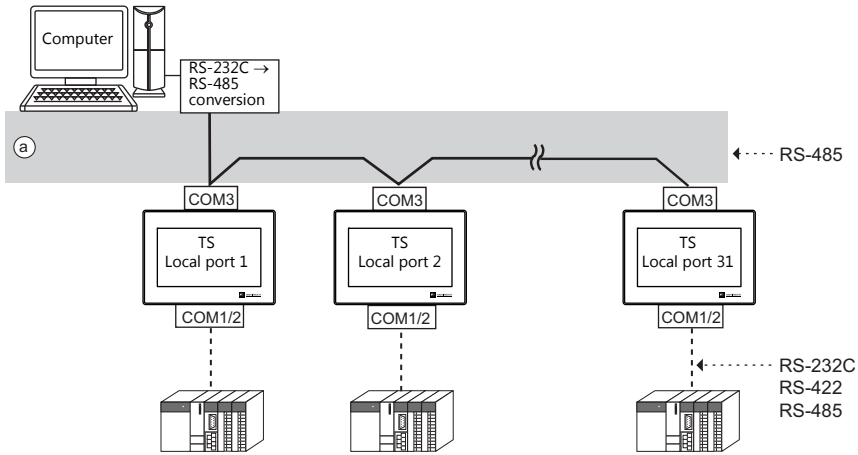 Computer
RS-232C →
RS-485
conversion
a
RS-485
COM3
COM3
COM3
TS
Local port 1
TS
Local port 2
TS
Local port 31
COM1/2
COM1/2
COM1/2
RS-232C
RS-422
RS-485